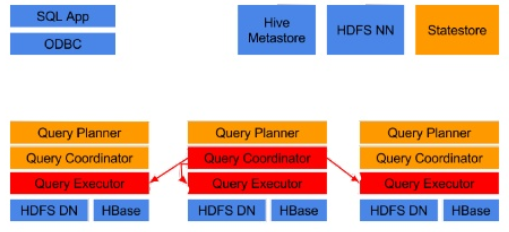 SQL App
ODBC
Hive
Metastore
HDFS NN
Statestore
Query Planner
Query Coordinator
Query Executor
HDFS DN
HBase
Query Planner
Query Coordinator
Query Executor
HDFS DN
HBase
Query Planner
Query Coordinator
Query Executor
HDFS DN
HBase